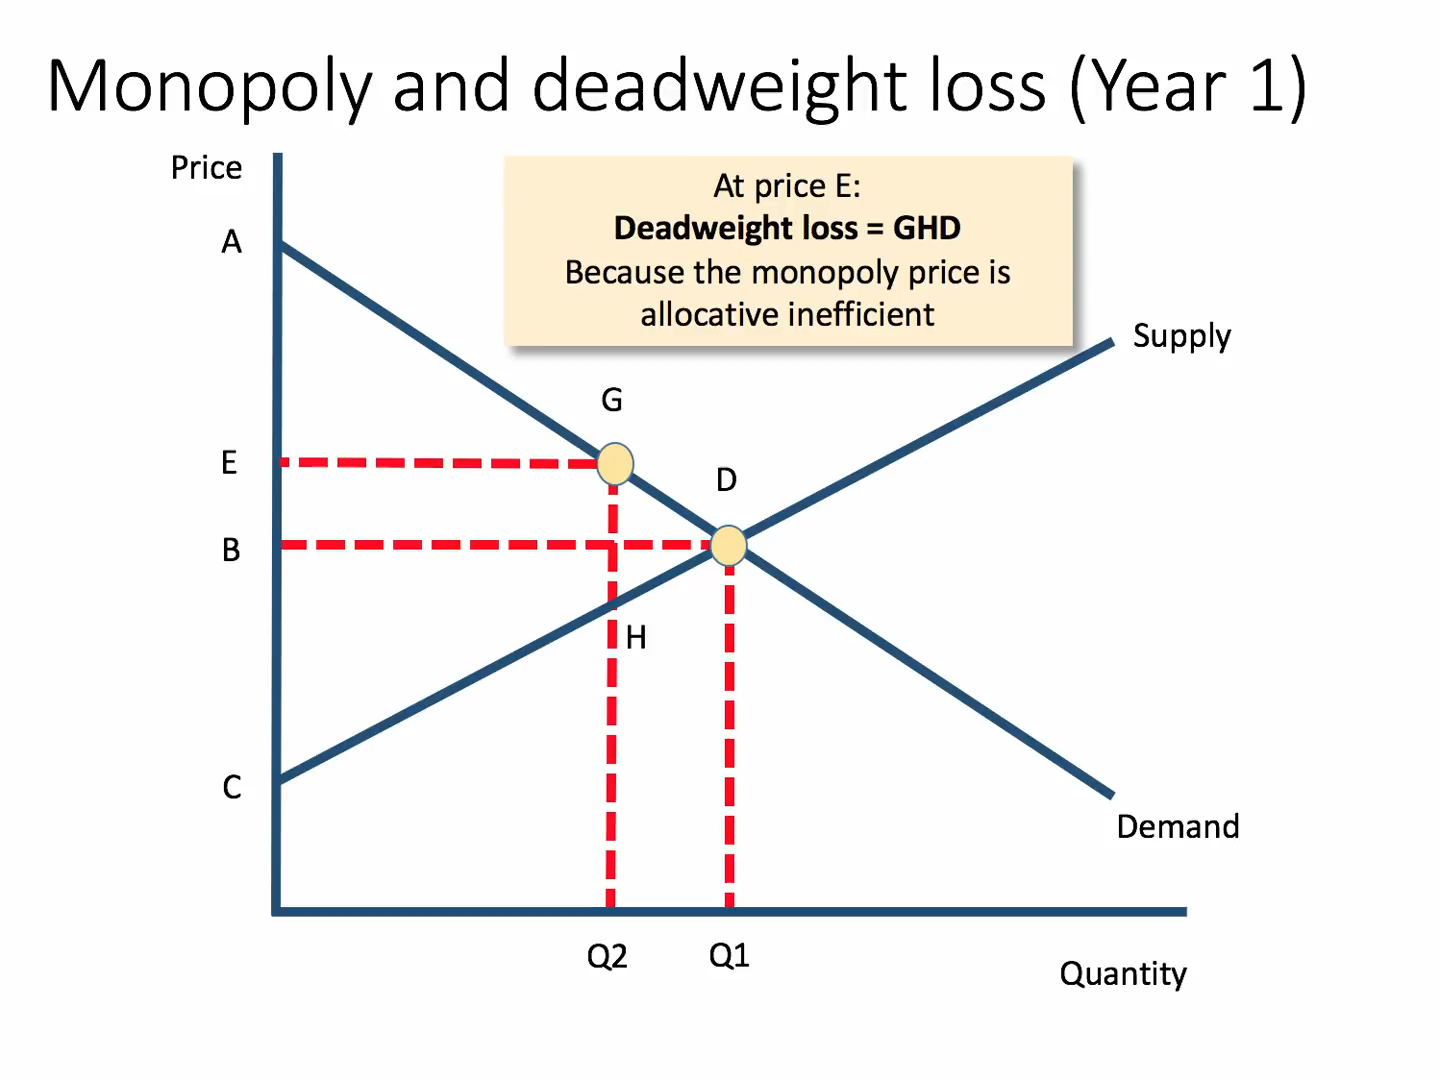 Monopoly and deadweight loss (Year 1)
Price
At price E:
Deadweight loss = GHD
Because the monopoly price is
allocative inefficient
A
Supply
G
E
D
B
H
C
Demand
Q2
Q1
Quantity